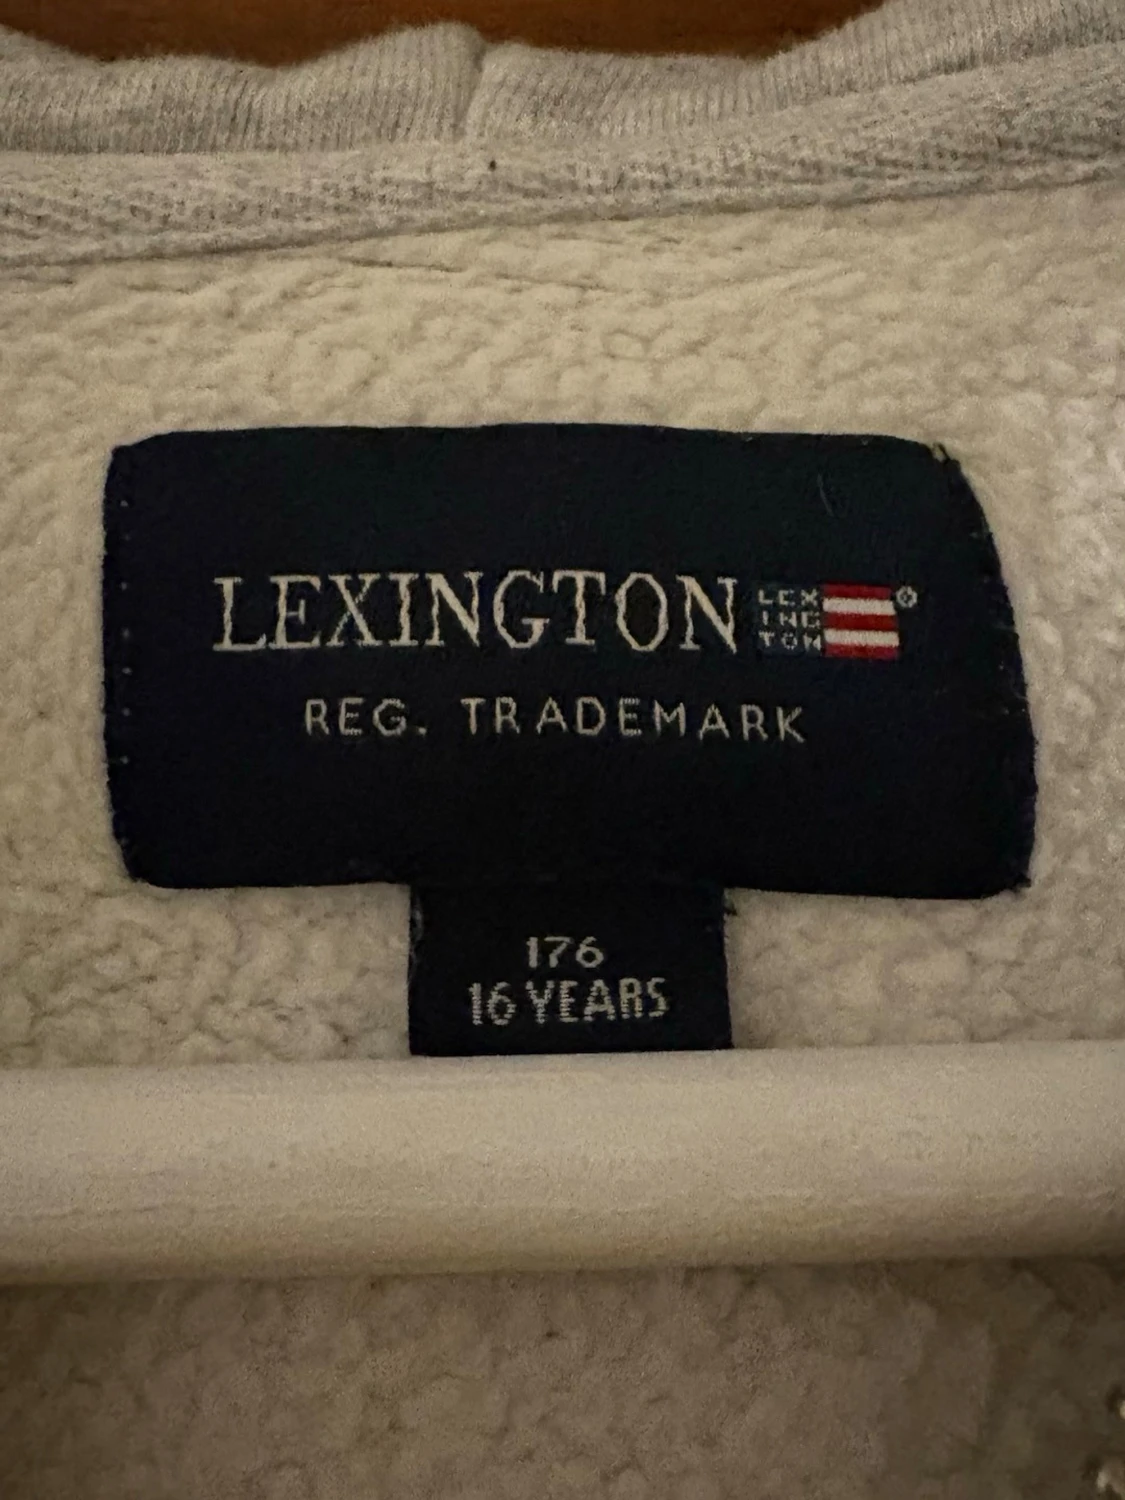 LEXINGTON
LEX
ING
TON
®
REG. TRADEMARK
176
16 YEARS